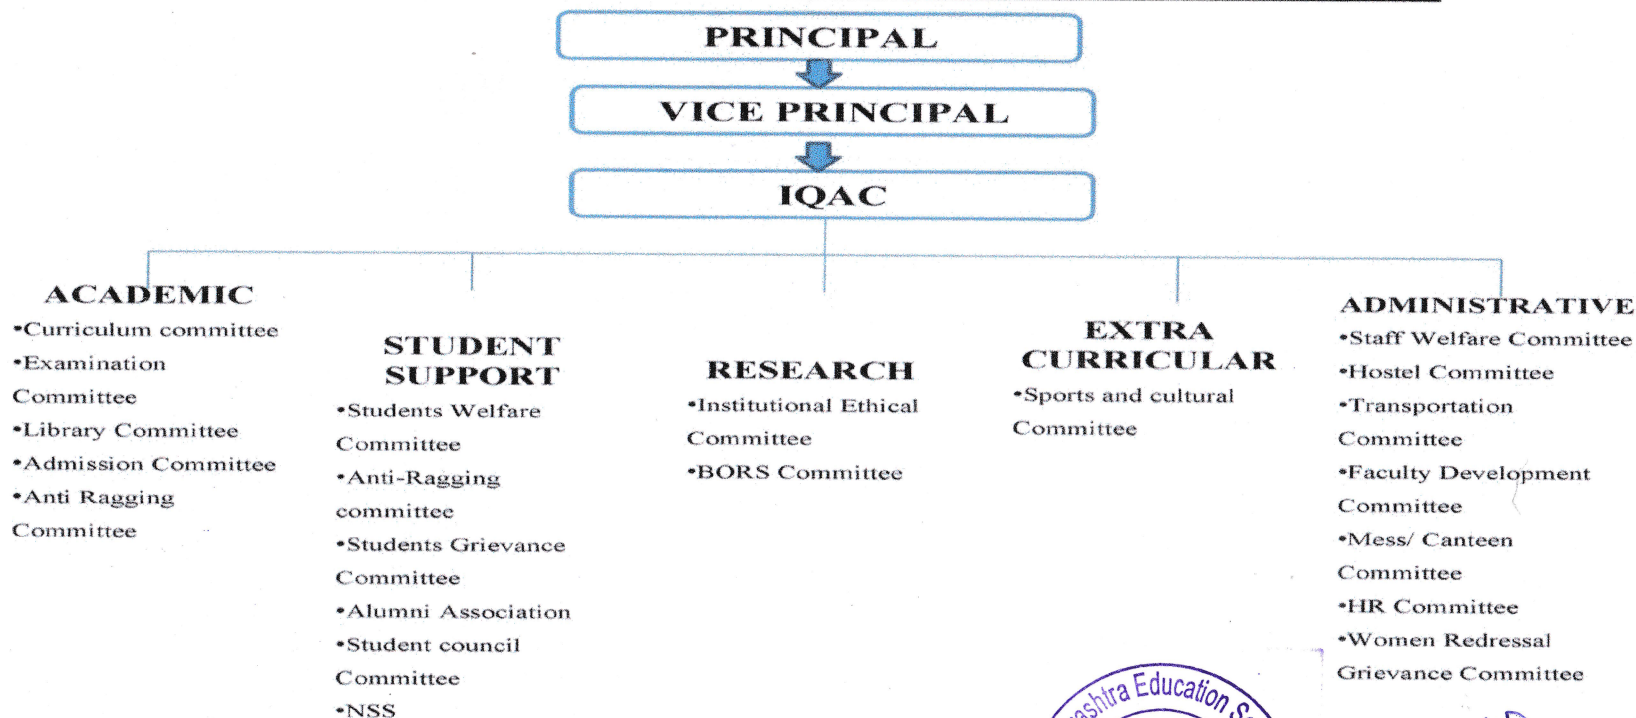 PRINCIPAL
VICE PRINCIPAL
IQAC
ACADEMIC
•Curriculum committee
•Examination
Committee
•Library Committee
•Admission Committee
•Anti Ragging
Committee
STUDENT
SUPPORT
•Students Welfare
Committee
•Anti-Ragging
committee
•Students Grievance
Committee
•Alumni Association
•Student council
Committee
•NSS
RESEARCH
•Institutional Ethical
Committee
•BORS Committee
EXTRA
CURRICULAR
•Sports and cultural
Committee
ADMINISTRATIVE
•Staff Welfare Committee
•Hostel Committee
•Transportation
Committee
•Faculty Development
Committee
•Mess/ Canteen
Committee
•HR Committee
•Women Redressal
Grievance Committee
Education